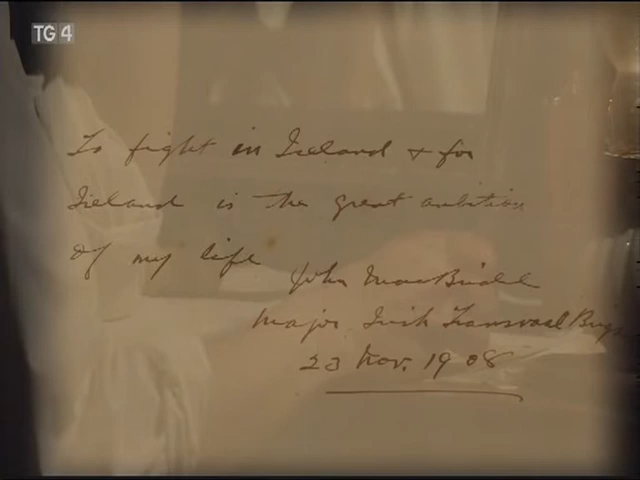 TG4
To fight in Ireland & for
Ireland is the great ambition
of my life
John MacBride
Major Irish Transvaal Brig
23 Nov. 1908